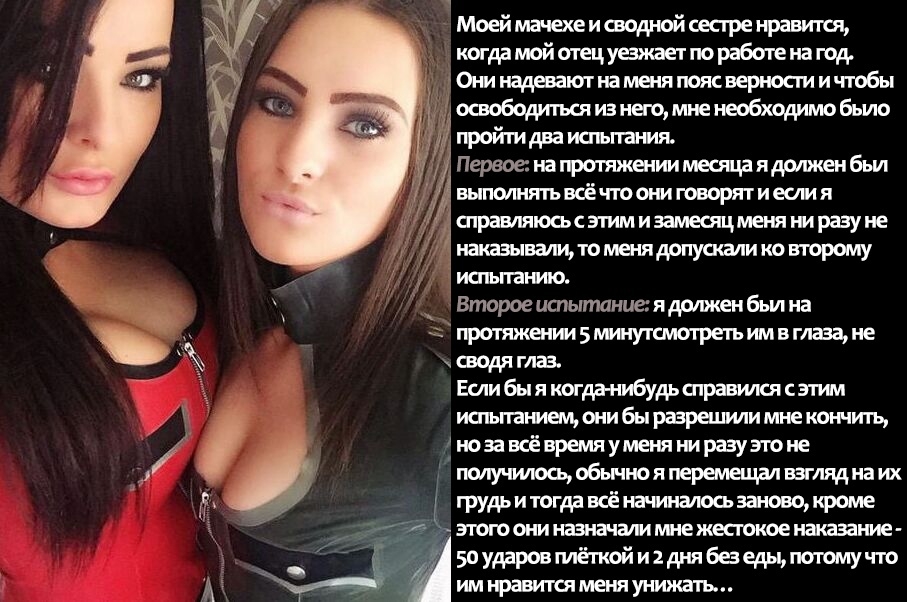 Моей мачехе и сводной сестре нравится,
когда мой отец уезжает по работе на год.
Они надевают на меня пояс верности и чтобы
освободиться из него, мне необходимо было
пройти два испытания.
Первое: на протяжении месяца я должен был
выполнять всё что они говорят и если я
справляюсь с этим и замесяц меня ни разу не
наказывали, то меня допускали ко второму
испытанию.
Второе испытание: я должен был на
протяжении 5 минутсмотреть им в глаза, не
сводя глаз.
Если бы я когда-нибудь справился с этим
испытанием, они бы разрешили мне кончить,
но за всё время у меня ни разу это не
получилось, обычно я перемещал взгляд на их
грудь и тогда всё начиналось заново, кроме
этого они назначали мне жестокое наказание -
50 ударов плёткой и 2 дня без еды, потому что
им нравится меня унижать...